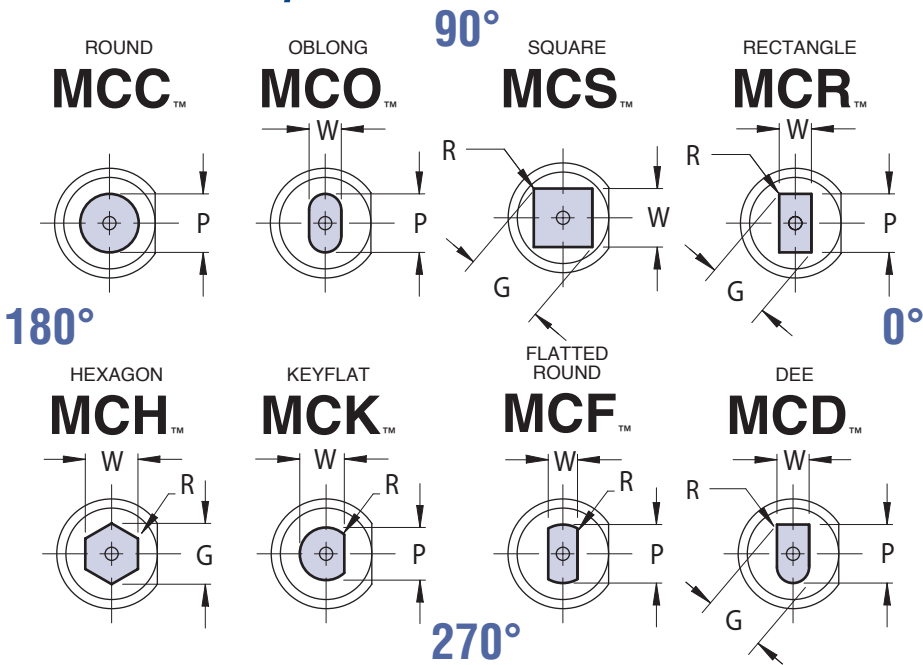 90°
ROUND
MCC™
P
OBLONG
MCO™
W
P
SQUARE
MCS™
R
W
G
RECTANGLE
MCR™
W
R
P
G
180°
0°
HEXAGON
MCH™
W
R
G
KEYFLAT
MCK™
W
R
P
FLATTED
ROUND
MCF™
W
R
P
DEE
MCD™
W
R
P
G
270°